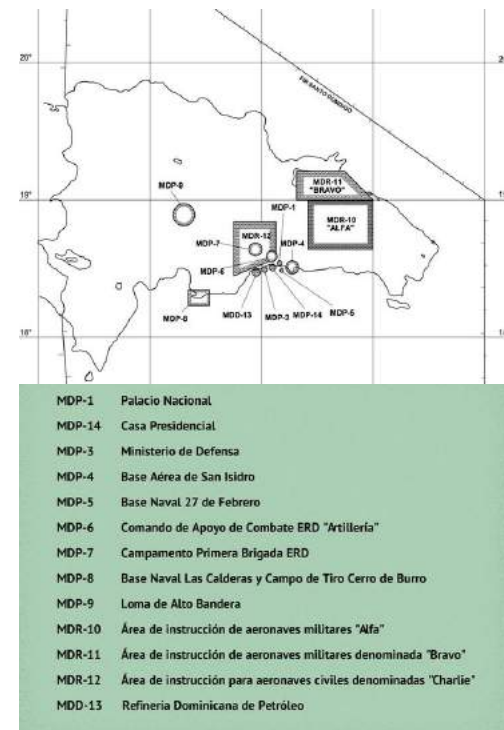 20°
20
FIR SANTO DOMINGO
19°
19
MDR-11
"BRAVO"
MDP-9
MDP-1
MDR-10
"ALFA"
MDR-12
MDP-7
MDP-4
MDP-6
MDP-8
MDD-13
MDP-3
MDP-14
MDP-5
18°
18
MDP-1 Palacio Nacional
MDP-14 Casa Presidencial
MDP-3 Ministerio de Defensa
MDP-4 Base Aérea de San Isidro
MDP-5 Base Naval 27 de Febrero
MDP-6 Comando de Apoyo de Combate ERD "Artillería"
MDP-7 Campamento Primera Brigada ERD
MDP-8 Base Naval Las Calderas y Campo de Tiro Cerro de Burro
MDP-9 Loma de Alto Bandera
MDR-10 Área de instrucción de aeronaves militares "Alfa"
MDR-11 Área de instrucción de aeronaves militares denominada "Bravo"
MDR-12 Área de instrucción para aeronaves civiles denominadas "Charlie"
MDD-13 Refineria Dominicana de Petróleo